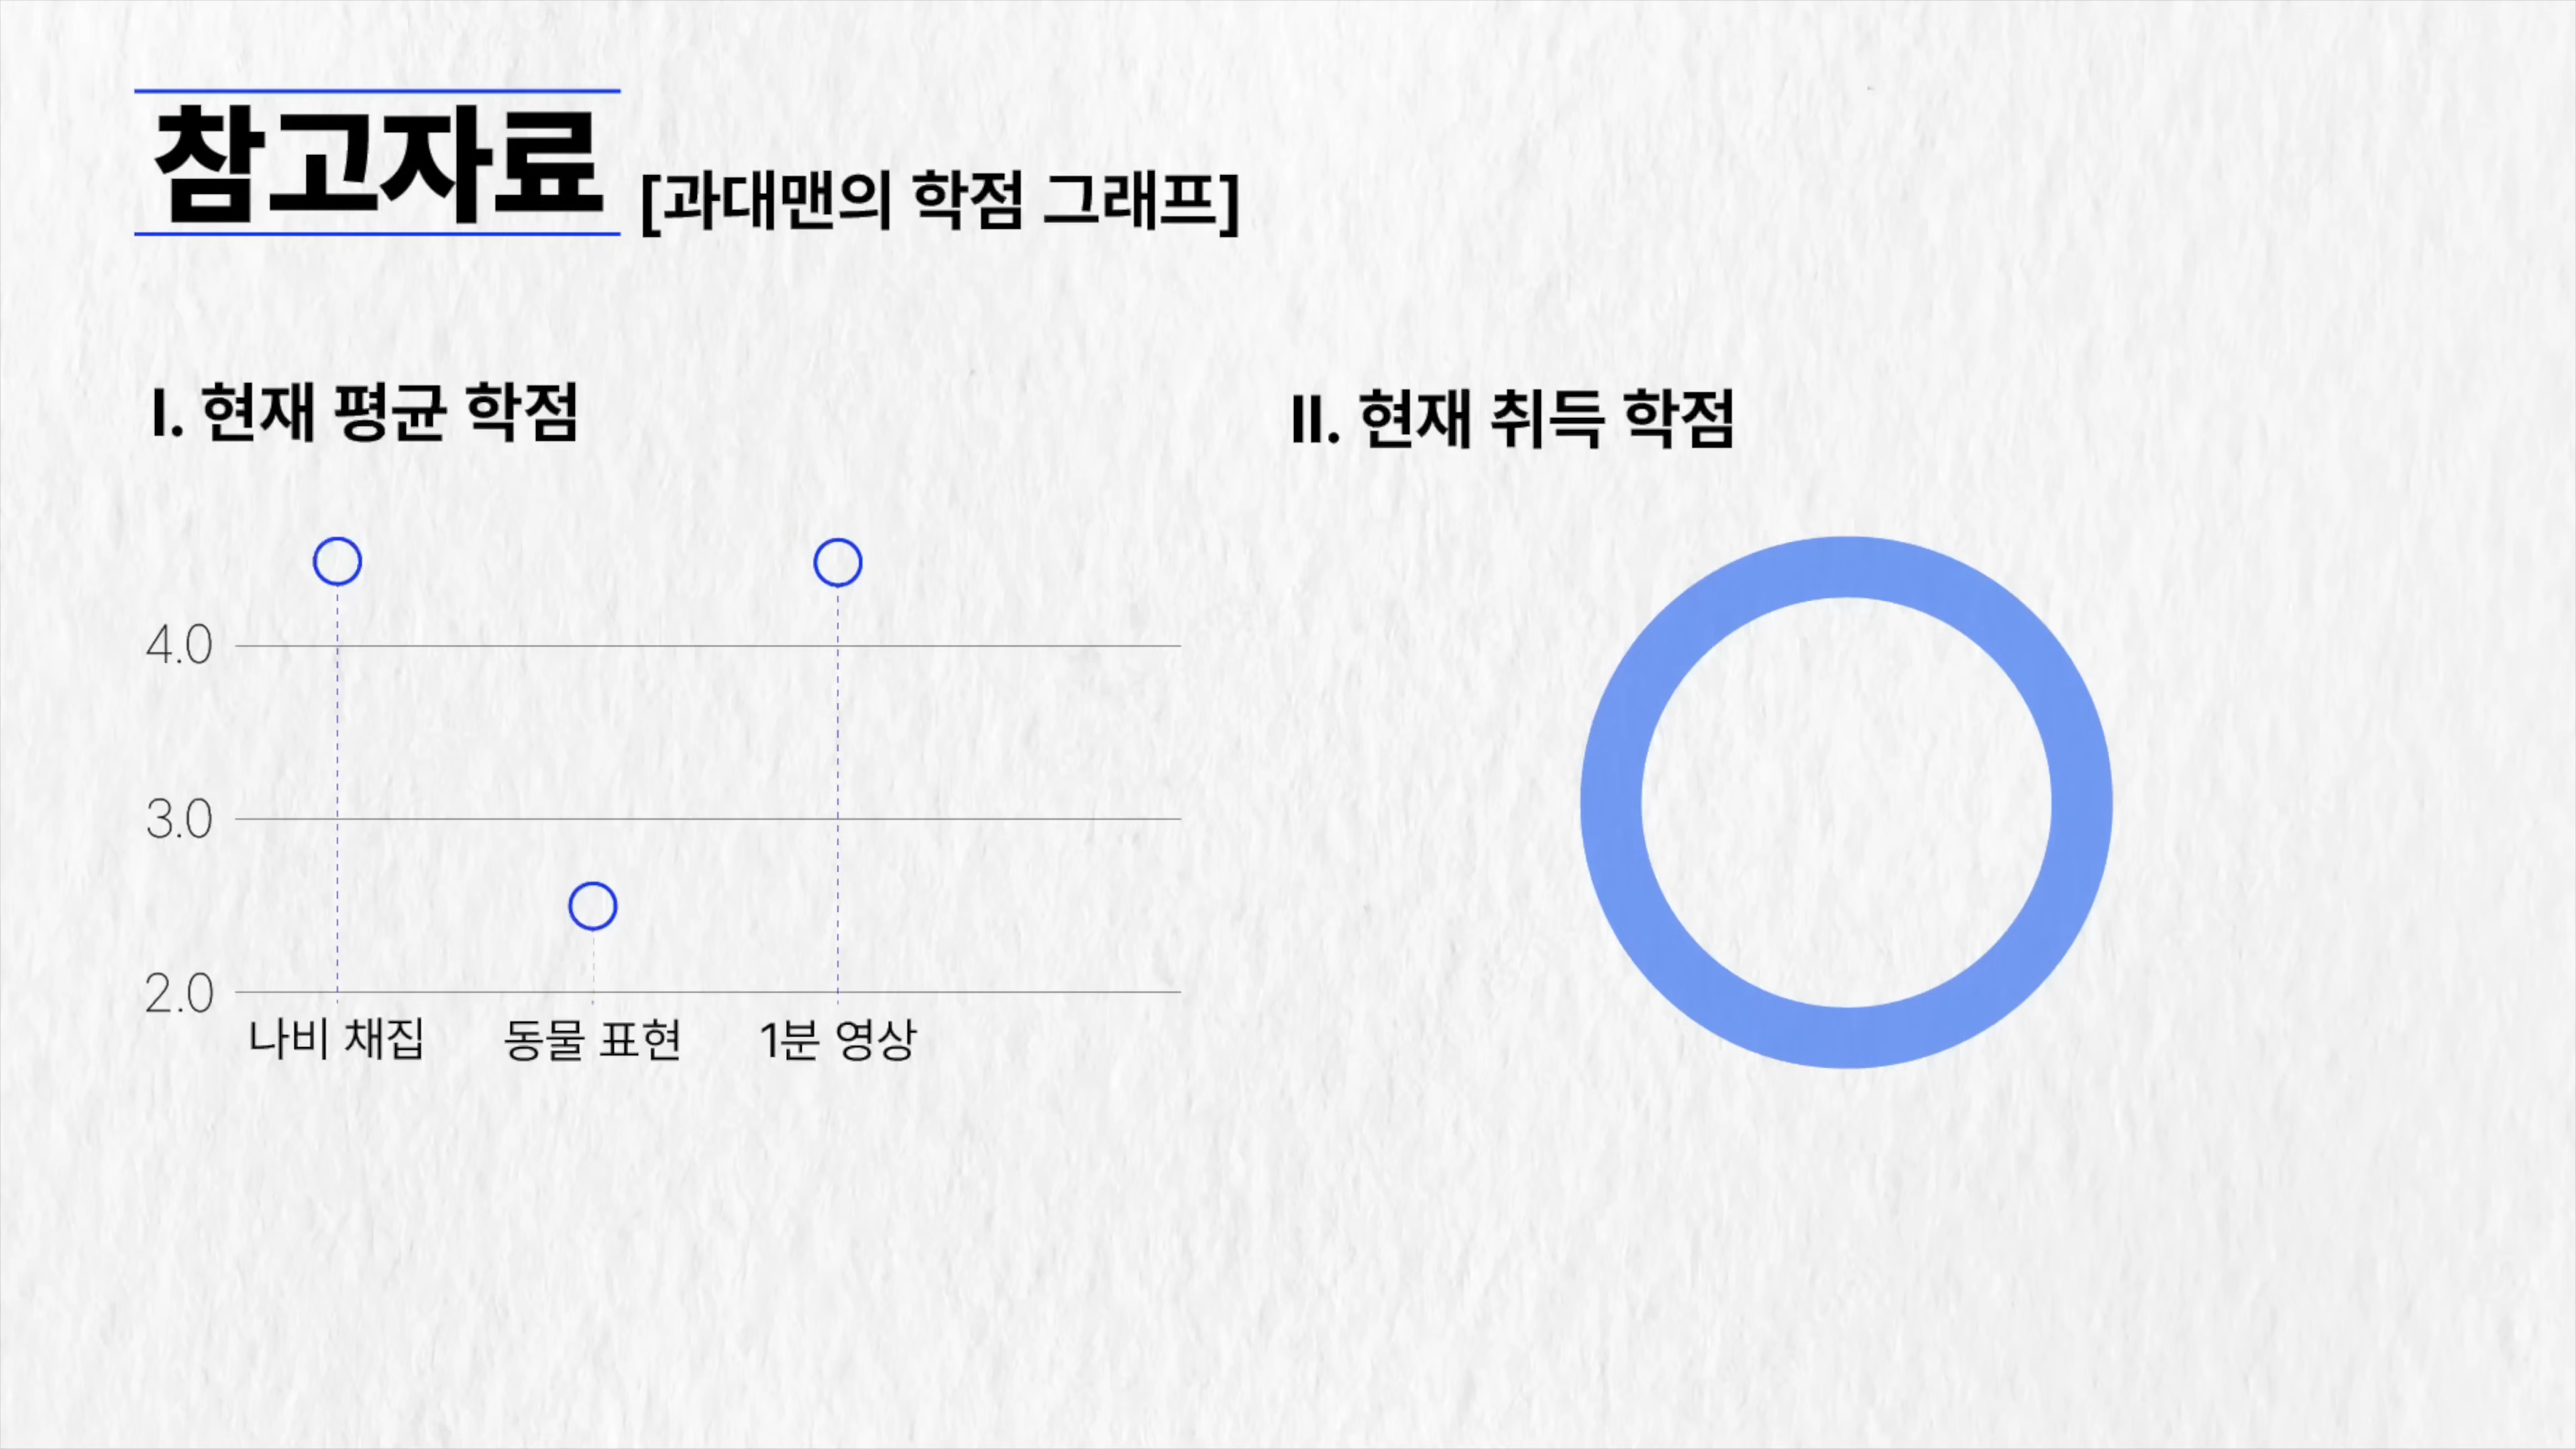 참고자료 [과대맨의 학점 그래프]
I. 현재 평균 학점
4.0
3.0
2.0
나비 채집 동물 표현 1분 영상
II. 현재 취득 학점